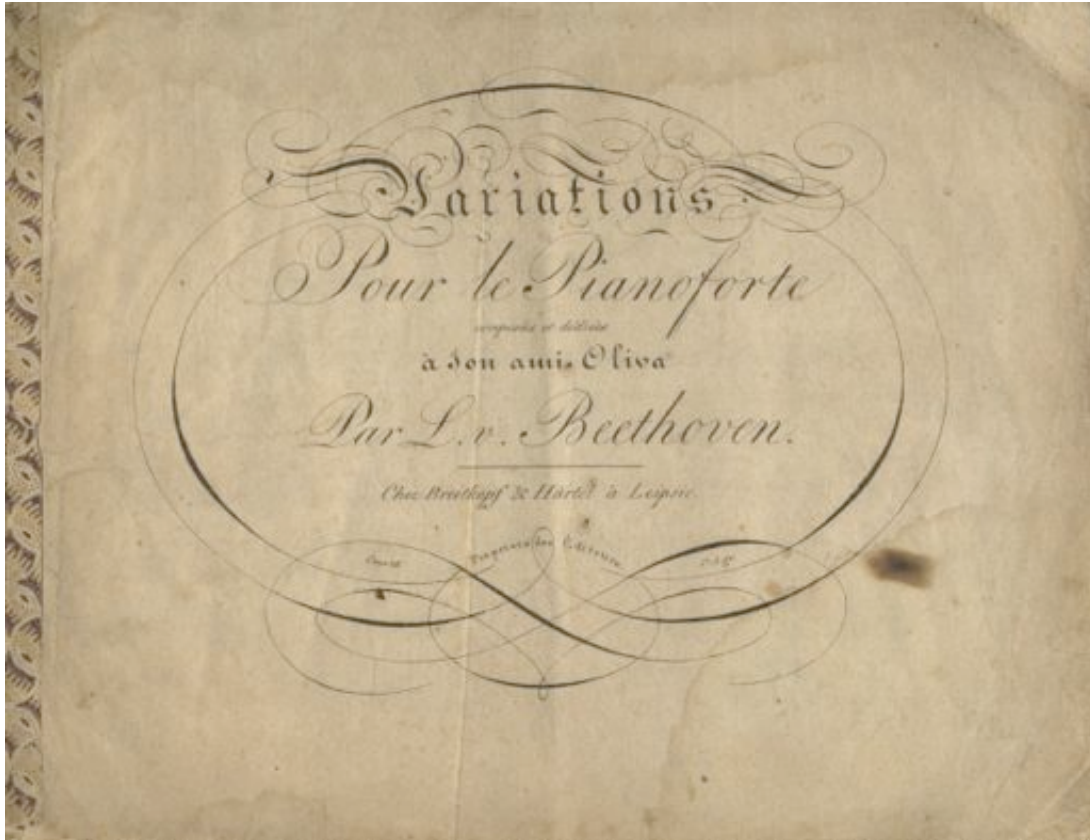 Variations
Pour le Pianoforte
composées et dédiées
à son ami Oliva
Par L. v. Beethoven.
Chez Breitkopf & Härtel à Leipsic.
Propriété des Editeurs.